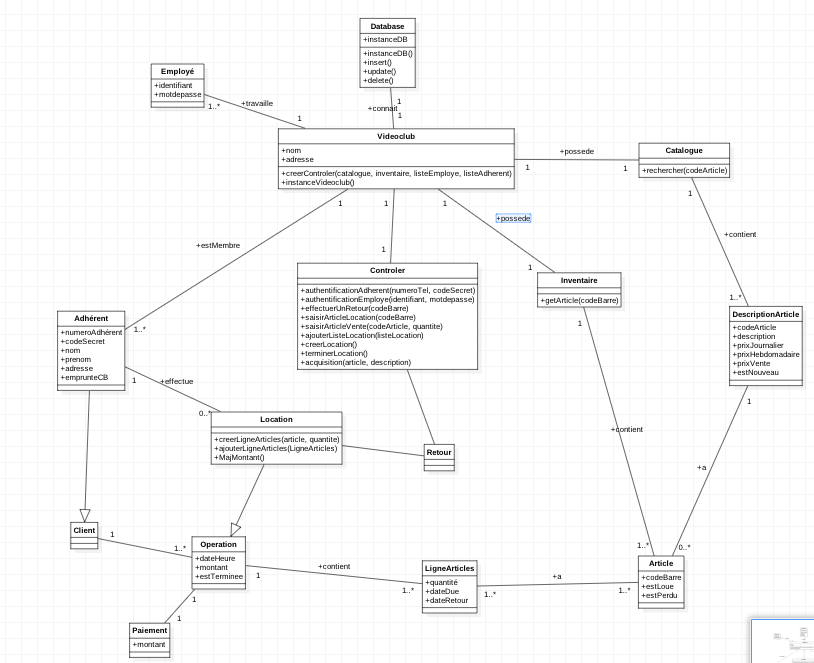 Database
+instanceDB
+instanceDB()
+insert()
+update()
+delete()
Employé
+identifiant
+motdepasse
1..*
+travaille
1
1
+connait
1
Videoclub
+nom
+adresse
+creerControler(catalogue, inventaire, listeEmploye, listeAdherent)
+instanceVideoclub()
+possede
1
1
Catalogue
+rechercher(codeArticle)
1
1
1
1
+possede
+contient
+estMembre
1
1
1..*
Controler
+authentificationAdherent(numeroTel, codeSecret)
+authentificationEmploye(identifiant, motdepasse)
+effectuerUnRetour(codeBarre)
+saisirArticleLocation(codeBarre)
+saisirArticleVente(codeArticle, quantite)
+ajouterListeLocation(listeLocation)
+creerLocation()
+terminerLocation()
+acquisition(article, description)
Inventaire
+getArticle(codeBarre)
1
DescriptionArticle
+codeArticle
+description
+prixJournalier
+prixHebdomadaire
+prixVente
+estNouveau
1
Adhérent
+numeroAdhérent
+codeSecret
+nom
+prenom
+adresse
+emprunteCB
1..*
1
+effectue
0..*
Location
+creerLigneArticles(article, quantite)
+ajouterLigneArticles(LigneArticles)
+MajMontant()
Retour
+contient
+a
Client
1
1..*
Operation
+dateHeure
+montant
+estTerminee
1
+contient
1..*
LigneArticles
+quantité
+dateDue
+dateRetour
1..*
+a
1..*
1..*
0..*
Article
+codeBarre
+estLoue
+estPerdu
1
1
Paiement
+montant